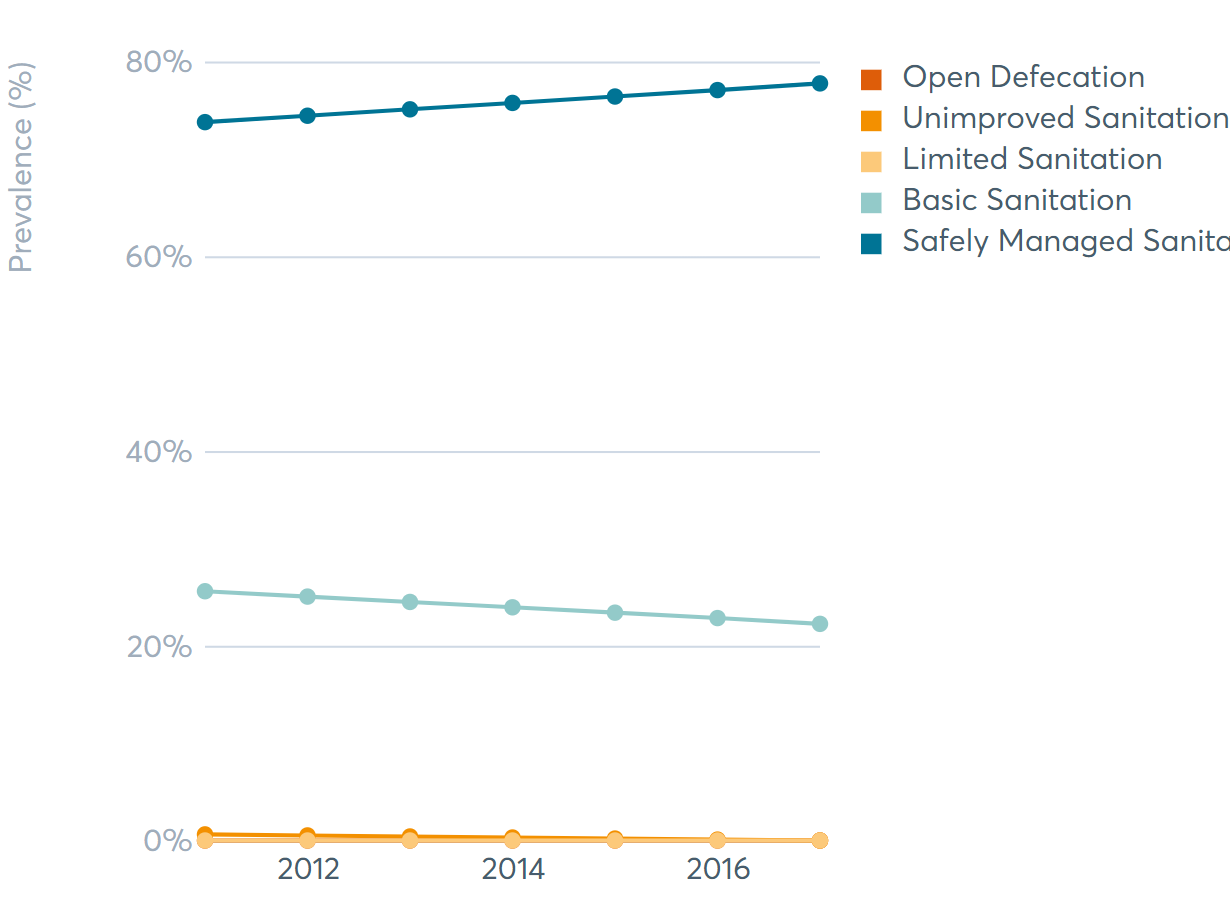 Prevalence (%)
80%
60%
40%
20%
0%
2012
2014
2016
Open Defecation
Unimproved Sanitation
Limited Sanitation
Basic Sanitation
Safely Managed Sanita